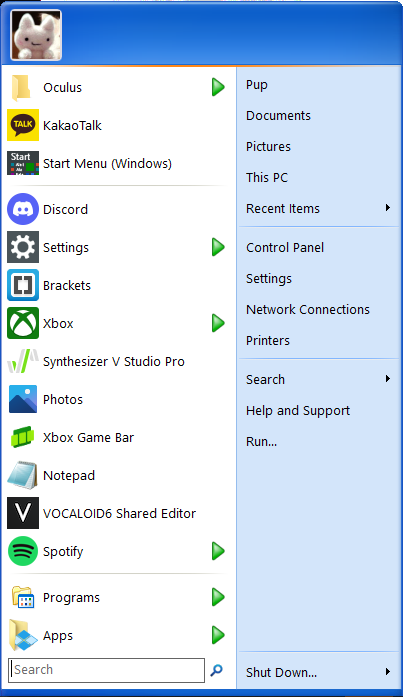 Oculus
TALK
KakaoTalk
Start
Start Menu (Windows)
Discord
Settings
Brackets
Xbox
Synthesizer V Studio Pro
Photos
Xbox Game Bar
Notepad
V
VOCALOID6 Shared Editor
Spotify
Programs
Apps
Search
Pup
Documents
Pictures
This PC
Recent Items
Control Panel
Settings
Network Connections
Printers
Search
Help and Support
Run...
Shut Down...